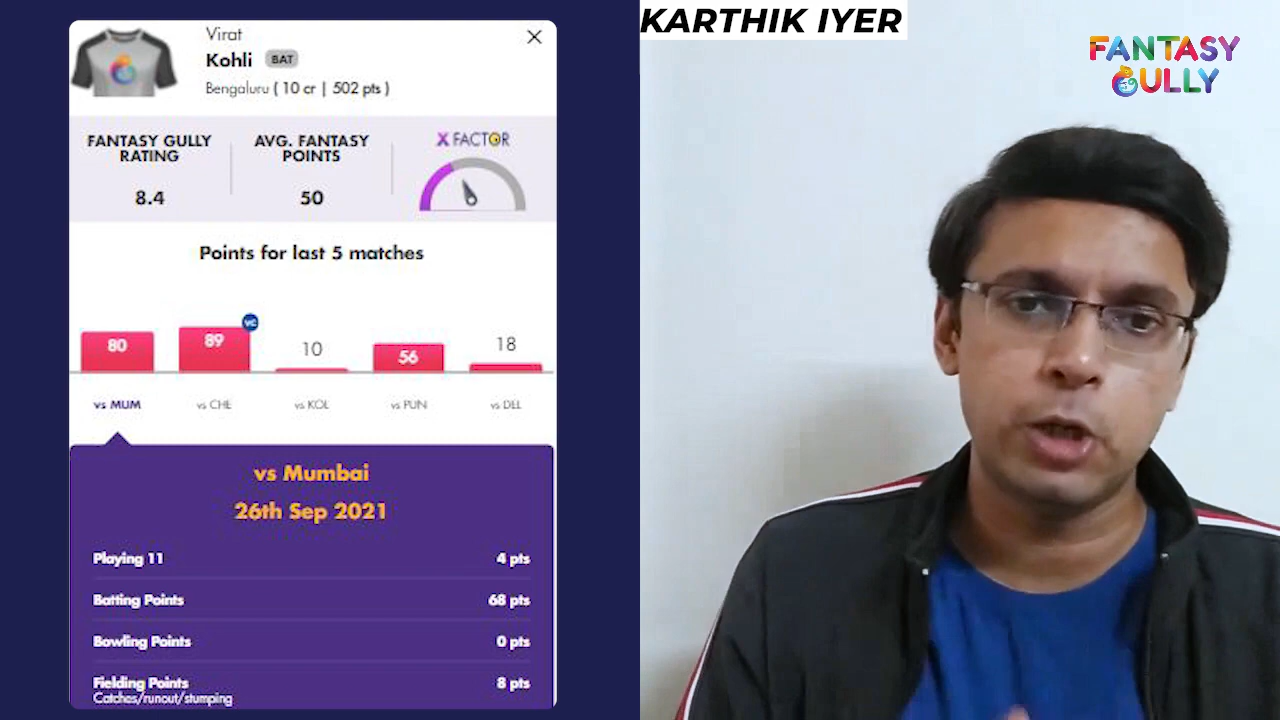 Virat
Kohli BAT
Bengaluru ( 10 cr | 502 pts )
FANTASY GULLY RATING
8.4
AVG. FANTASY POINTS
50
X FACTOR
Points for last 5 matches
80
89
VC
10
56
18
vs MUM
vs CHE
vs KOL
vs PUN
vs DEL
vs Mumbai
26th Sep 2021
Playing 11 4 pts
Batting Points 68 pts
Bowling Points 0 pts
Fielding Points 8 pts
Catches/runout/stumping
KARTHIK IYER
FANTASY
GULLY